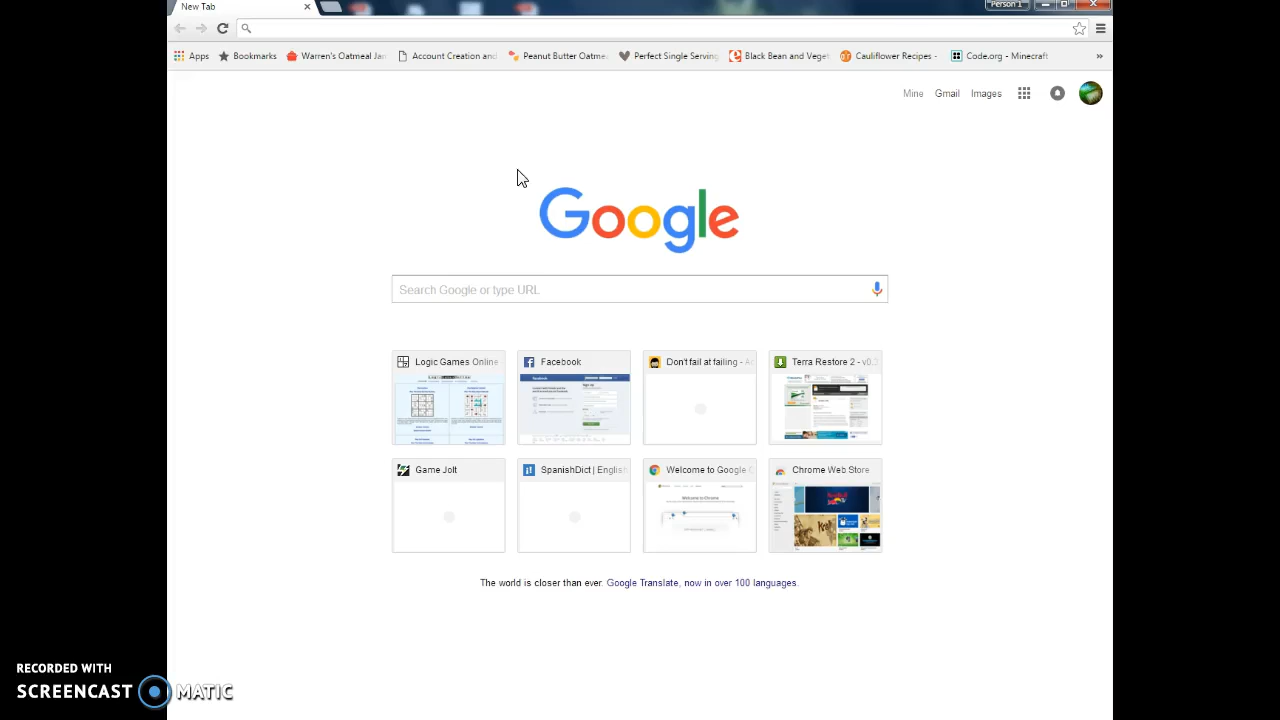 New Tab
Person 1
Apps Bookmarks Warren's Oatmeal Jam Account Creation and Peanut Butter Oatme Perfect Single Serving Black Bean and Veget Cauliflower Recipes - Code.org - Minecraft »
Mine Gmail Images
Google
Search Google or type URL
Logic Games Online Facebook Don't fail at failing - Terra Restore 2 - v0.
Game Jolt SpanishDict | English Welcome to Google Chrome Web Store
The world is closer than ever. Google Translate, now in over 100 languages.
RECORDED WITH
SCREENCAST MATIC